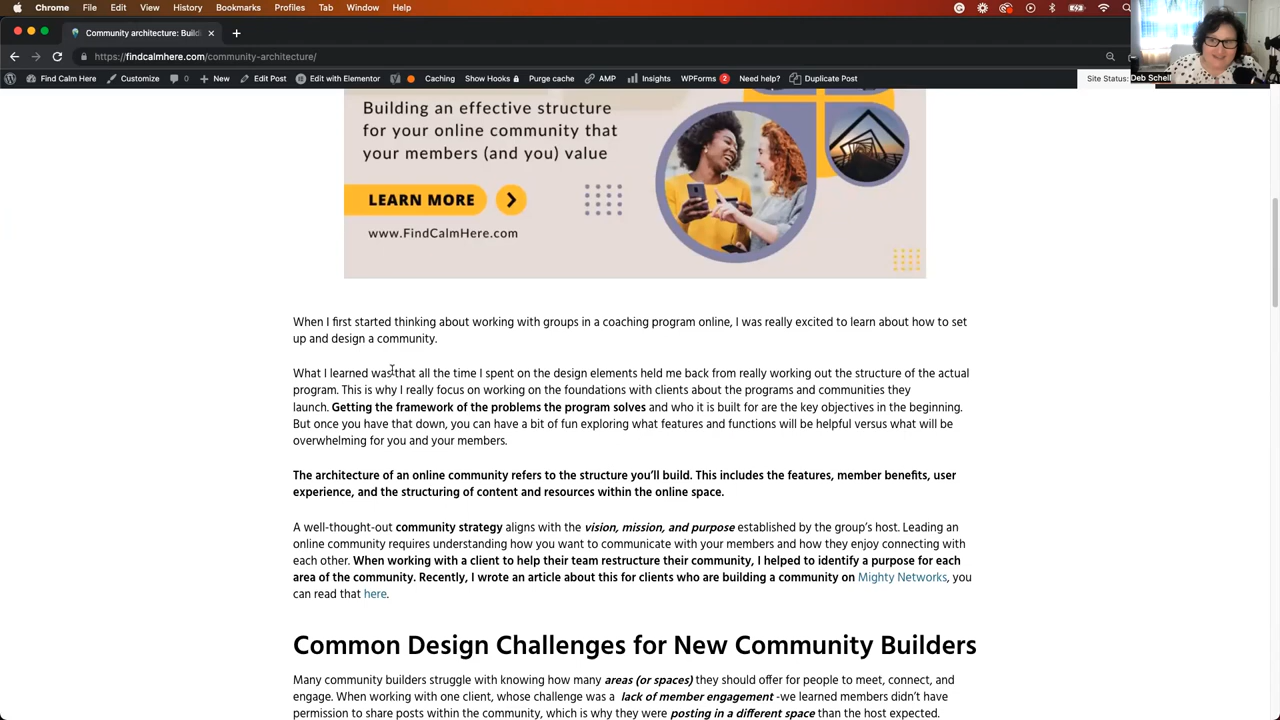 Chrome File Edit View History Bookmarks Profiles Tab Window Help
Community architecture: Buildi
https://findcalmhere.com/community-architecture/
Find Calm Here Customize 0 New Edit Post Edit with Elementor Caching Show Hooks Purge cache AMP Insights WPForms 2 Need help? Duplicate Post Site Status: Deb Schell
Building an effective structure
for your online community that
your members (and you) value
LEARN MORE
www.FindCalmHere.com
When I first started thinking about working with groups in a coaching program online, I was really excited to learn about how to set
up and design a community.
What I learned was that all the time I spent on the design elements held me back from really working out the structure of the actual
program. This is why I really focus on working on the foundations with clients about the programs and communities they
launch. Getting the framework of the problems the program solves and who it is built for are the key objectives in the beginning.
But once you have that down, you can have a bit of fun exploring what features and functions will be helpful versus what will be
overwhelming for you and your members.
The architecture of an online community refers to the structure you'll build. This includes the features, member benefits, user
experience, and the structuring of content and resources within the online space.
A well-thought-out community strategy aligns with the vision, mission, and purpose established by the group's host. Leading an
online community requires understanding how you want to communicate with your members and how they enjoy connecting with
each other. When working with a client to help their team restructure their community, I helped to identify a purpose for each
area of the community. Recently, I wrote an article about this for clients who are building a community on Mighty Networks, you
can read that here.
Common Design Challenges for New Community Builders
Many community builders struggle with knowing how many areas (or spaces) they should offer for people to meet, connect, and
engage. When working with one client, whose challenge was a lack of member engagement -we learned members didn't have
permission to share posts within the community, which is why they were posting in a different space than the host expected.